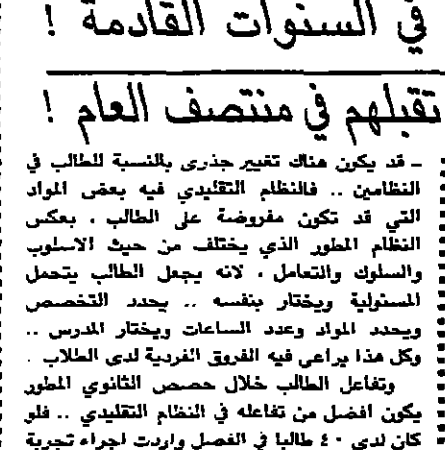 في السنوات القادمة !
تقبلهم في منتصف العام !
- قد يكون هناك تغيير جذرى بالنسبة للطالب في
النظامين .. فالنظام التقليدي فيه بعض المواد
التي قد تكون مفروضة على الطالب ، بعكس
النظام المطور الذي يختلف من حيث الاسلوب
والسلوك والتعامل ، لانه يجعل الطالب يتحمل
المسئولية ويختار بنفسه .. يحدد التخصص
ويحدد المواد وعدد الساعات ويختار المدرس ..
وكل هذا يراعى فيه الفروق الفردية لدى الطلاب .
وتفاعل الطالب خلال حصص الثانوي المطور
يكون افضل من تفاعله في النظام التقليدي .. فلو
كان لدى ٤٠ طالبا في الفصل واردت اجراء تجربة